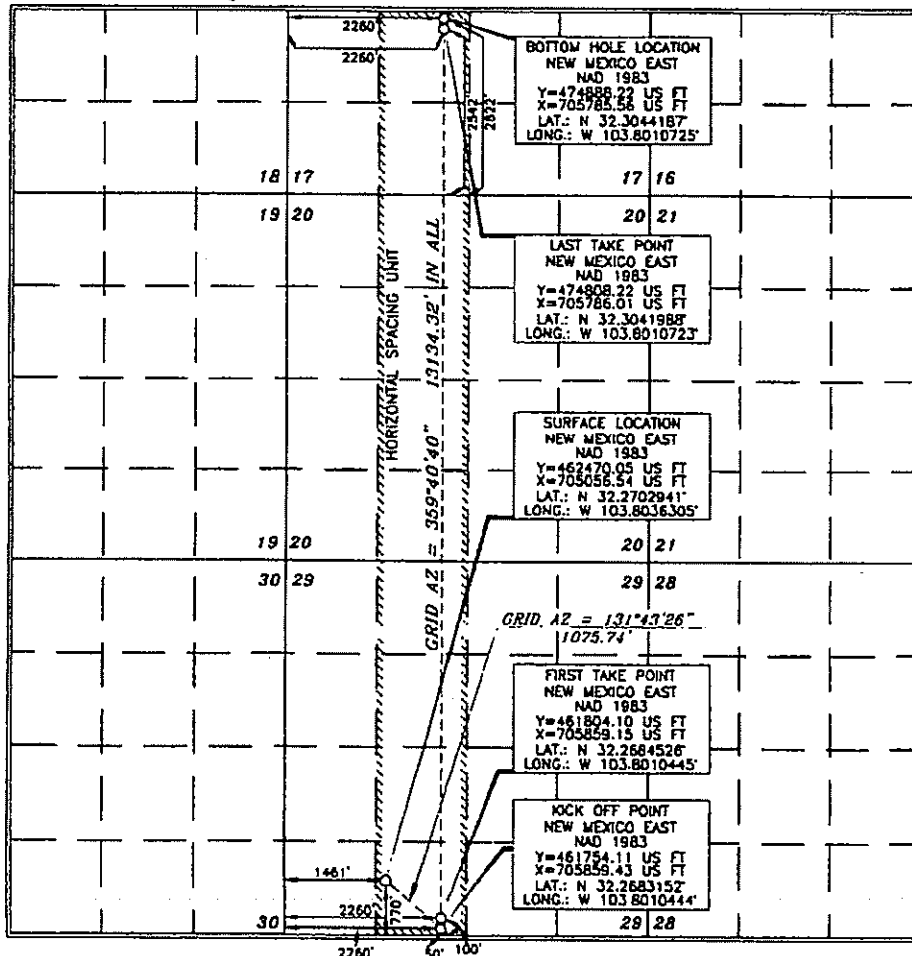 2260'
2260'
BOTTOM HOLE LOCATION
NEW MEXICO EAST
NAD 1983
Y=474888.22 US FT
X=705785.56 US FT
LAT.: N 32.3044187°
LONG.: W 103.8010725°
2542'
2622'
18 17
17 16
19 20
20 21
LAST TAKE POINT
NEW MEXICO EAST
NAD 1983
Y=474808.22 US FT
X=705786.01 US FT
LAT.: N 32.3041988°
LONG.: W 103.8010723°
HORIZONTAL SPACING UNIT
GRID AZ = 359°40'40" 13134.32' IN ALL
SURFACE LOCATION
NEW MEXICO EAST
NAD 1983
Y=462470.05 US FT
X=705056.54 US FT
LAT.: N 32.2702941°
LONG.: W 103.8036305°
19 20
20 21
30 29
29 28
GRID AZ = 131°43'26"
1075.74'
FIRST TAKE POINT
NEW MEXICO EAST
NAD 1983
Y=461804.10 US FT
X=705859.15 US FT
LAT.: N 32.2684526°
LONG.: W 103.8010445°
KICK OFF POINT
NEW MEXICO EAST
NAD 1983
Y=461754.11 US FT
X=705859.43 US FT
LAT.: N 32.2683152°
LONG.: W 103.8010444°
1461'
2260'
770'
30
29 28
2260'
50'
100'